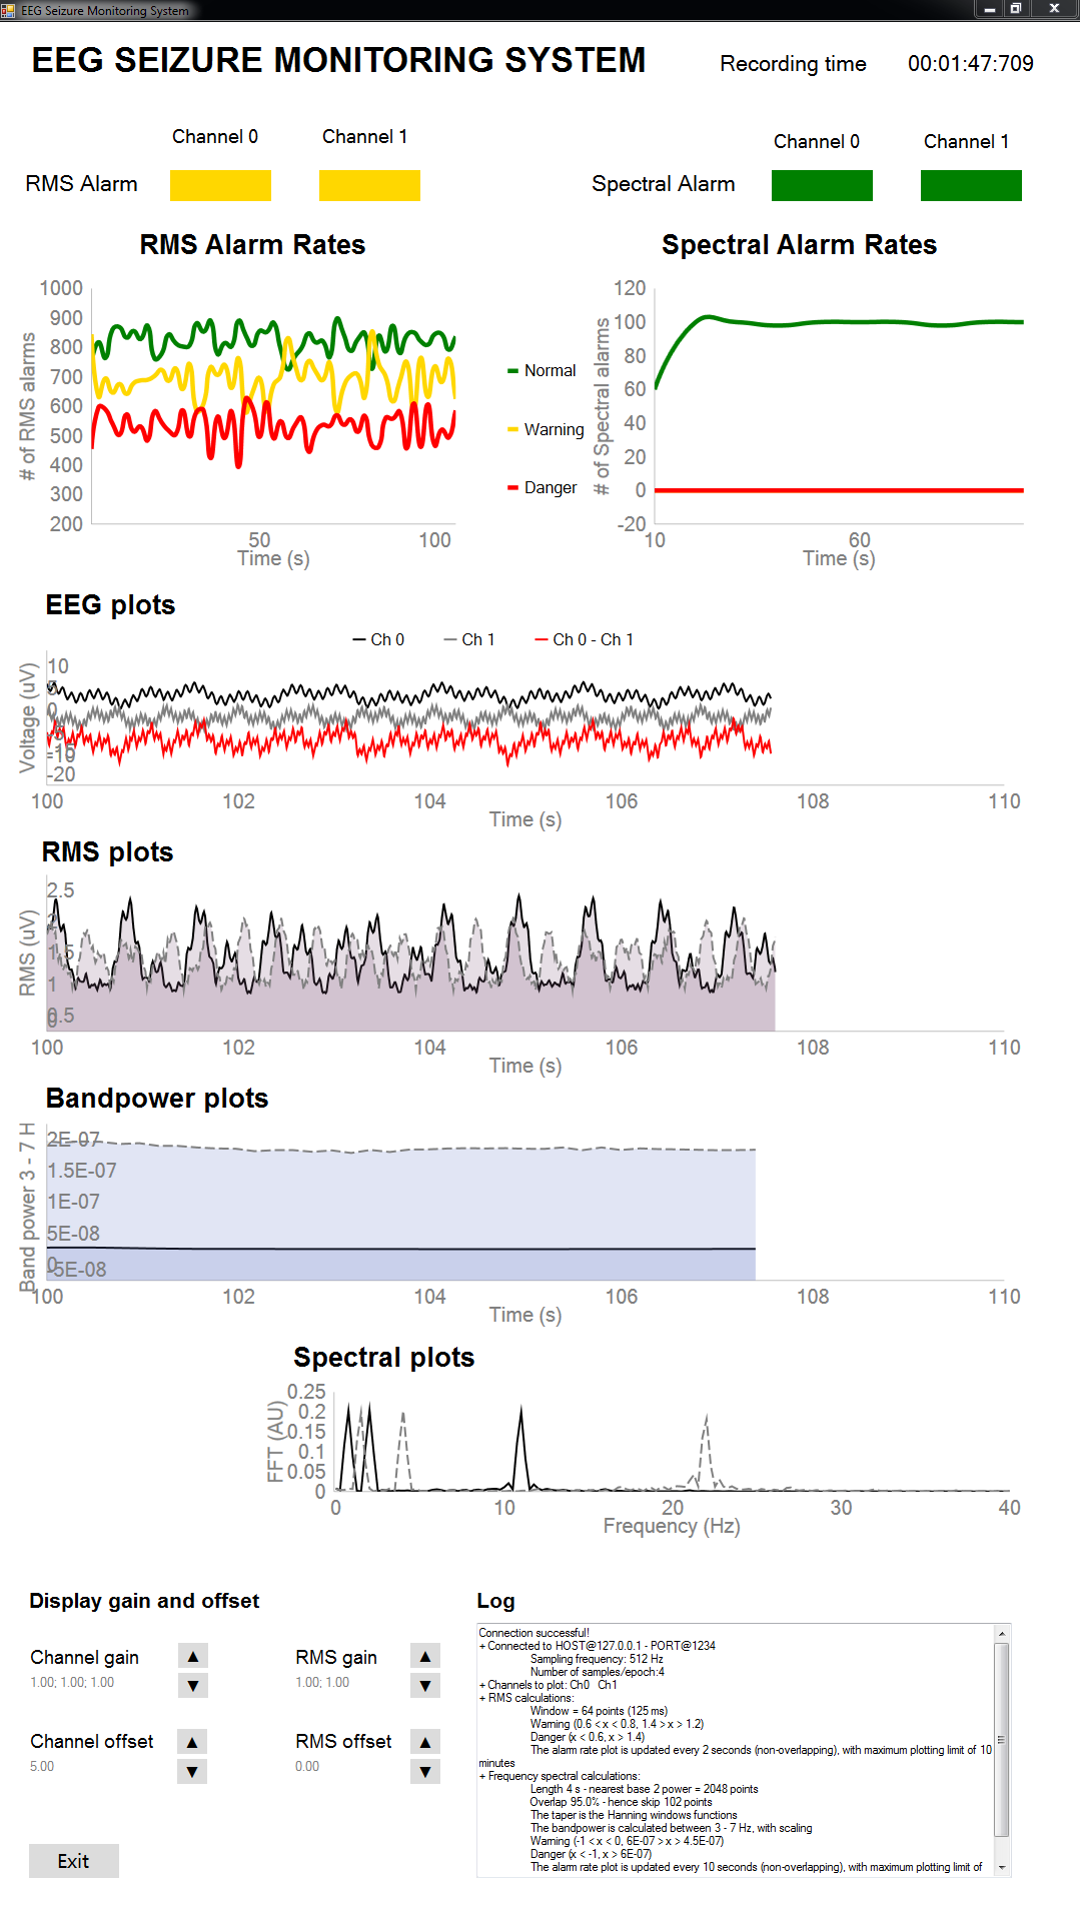 EEG Seizure Monitoring System
EEG SEIZURE MONITORING SYSTEM
Recording time 00:01:47:709
Channel 0 Channel 1
RMS Alarm
Channel 0 Channel 1
Spectral Alarm
RMS Alarm Rates
1000
900
800
700
600
500
400
300
200
# of RMS alarms
50 100
Time (s)
Normal
Warning
Danger
Spectral Alarm Rates
120
100
80
60
40
20
0
-20
# of Spectral alarms
10 60
Time (s)
EEG plots
Ch 0 Ch 1 Ch 0 - Ch 1
Voltage (uV)
10
5
0
-5
-10
-20
100 102 104 106 108 110
Time (s)
RMS plots
RMS (uV)
2.5
2
1.5
1
0.5
0
100 102 104 106 108 110
Time (s)
Bandpower plots
Band power 3 - 7 H
2E-07
1.5E-07
1E-07
5E-08
0
-5E-08
100 102 104 106 108 110
Time (s)
Spectral plots
FFT (AU)
0.25
0.2
0.15
0.1
0.05
0
0 10 20 30 40
Frequency (Hz)
Display gain and offset
Channel gain
1.00; 1.00; 1.00
RMS gain
1.00; 1.00
Channel offset
5.00
RMS offset
0.00
Exit
Log
Connection successful!
+ Connected to HOST@127.0.0.1 - PORT@1234
Sampling frequency: 512 Hz
Number of samples/epoch:4
+ Channels to plot: Ch0 Ch1
+ RMS calculations:
Window = 64 points (125 ms)
Warning (0.6 < x < 0.8, 1.4 > x > 1.2)
Danger (x < 0.6, x > 1.4)
The alarm rate plot is updated every 2 seconds (non-overlapping), with maximum plotting limit of 10
minutes
+ Frequency spectral calculations:
Length 4 s - nearest base 2 power = 2048 points
Overlap 95.0% - hence skip 102 points
The taper is the Hanning windows functions
The bandpower is calculated between 3 - 7 Hz, with scaling
Warning (-1 < x < 0, 6E-07 > x > 4.5E-07)
Danger (x < -1, x > 6E-07)
The alarm rate plot is updated every 10 seconds (non-overlapping), with maximum plotting limit of